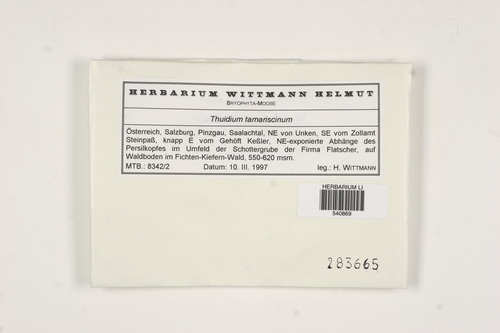 HERBARIUM WITTMANN HELMUT
BRYOPHYTA-MOOSE
Thuidium tamariscinum
Österreich, Salzburg, Pinzgau, Saalachtal, NE von Unken, SE vom Zollamt
Steinpaß, knapp E vom Gehöft Keßler, NE-exponierte Abhänge des
Persilkopfes im Umfeld der Schottergrube der Firma Flatscher, auf
Waldboden im Fichten-Kiefern-Wald, 550-620 msm.
MTB.: 8342/2 Datum: 10. III. 1997 leg.: H. WITTMANN
HERBARIUM LI
540869
283665